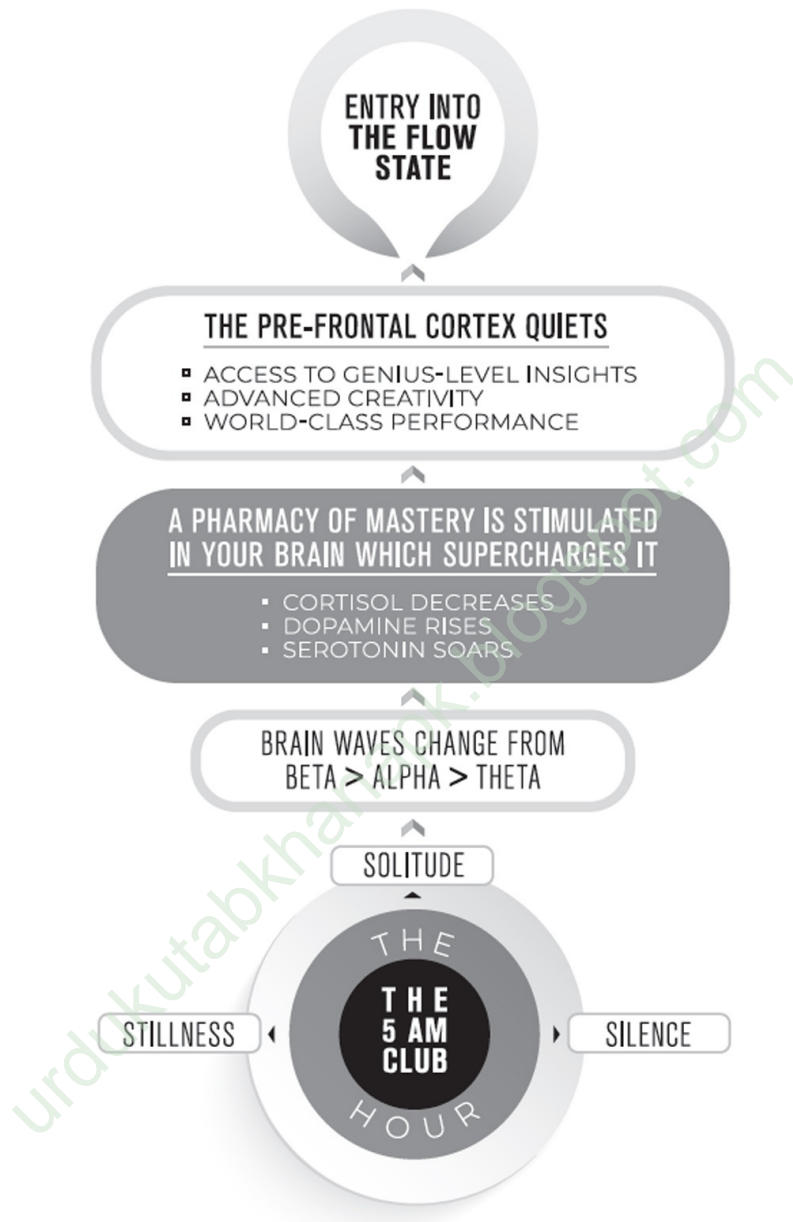 ENTRY INTO
THE FLOW
STATE
THE PRE-FRONTAL CORTEX QUIETS
ACCESS TO GENIUS-LEVEL INSIGHTS
ADVANCED CREATIVITY
WORLD-CLASS PERFORMANCE
A PHARMACY OF MASTERY IS STIMULATED
IN YOUR BRAIN WHICH SUPERCHARGES IT
CORTISOL DECREASES
DOPAMINE RISES
SEROTONIN SOARS
BRAIN WAVES CHANGE FROM
BETA > ALPHA > THETA
SOLITUDE
THE
THE
5 AM
CLUB
HOUR
STILLNESS
SILENCE
urdukutabkhanapk.blogspot.com